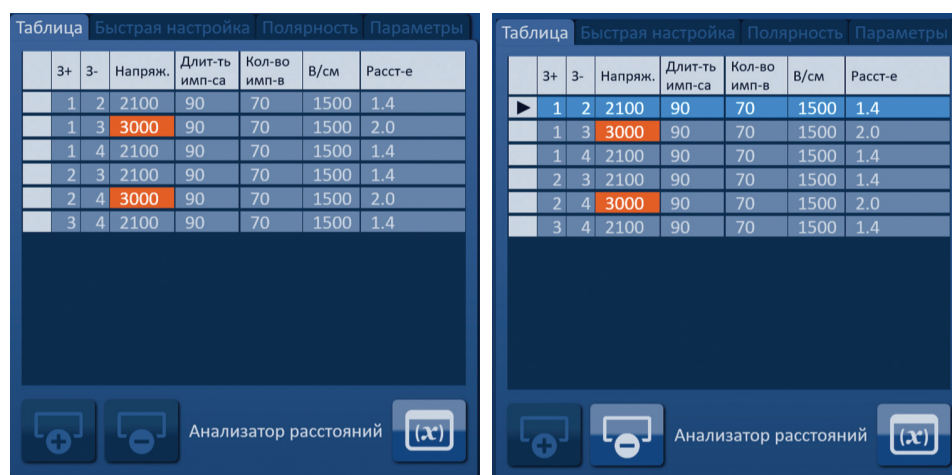 Таблица Быстрая настройка Полярность Параметры
З+ З- Напряж. Длит-ть имп-са Кол-во имп-в В/см Расст-е
1 2 2100 90 70 1500 1.4
1 3 3000 90 70 1500 2.0
1 4 2100 90 70 1500 1.4
2 3 2100 90 70 1500 1.4
2 4 3000 90 70 1500 2.0
3 4 2100 90 70 1500 1.4
Анализатор расстояний (x)
Таблица Быстрая настройка Полярность Параметры
З+ З- Напряж. Длит-ть имп-са Кол-во имп-в В/см Расст-е
1 2 2100 90 70 1500 1.4
1 3 3000 90 70 1500 2.0
1 4 2100 90 70 1500 1.4
2 3 2100 90 70 1500 1.4
2 4 3000 90 70 1500 2.0
3 4 2100 90 70 1500 1.4
Анализатор расстояний (x)